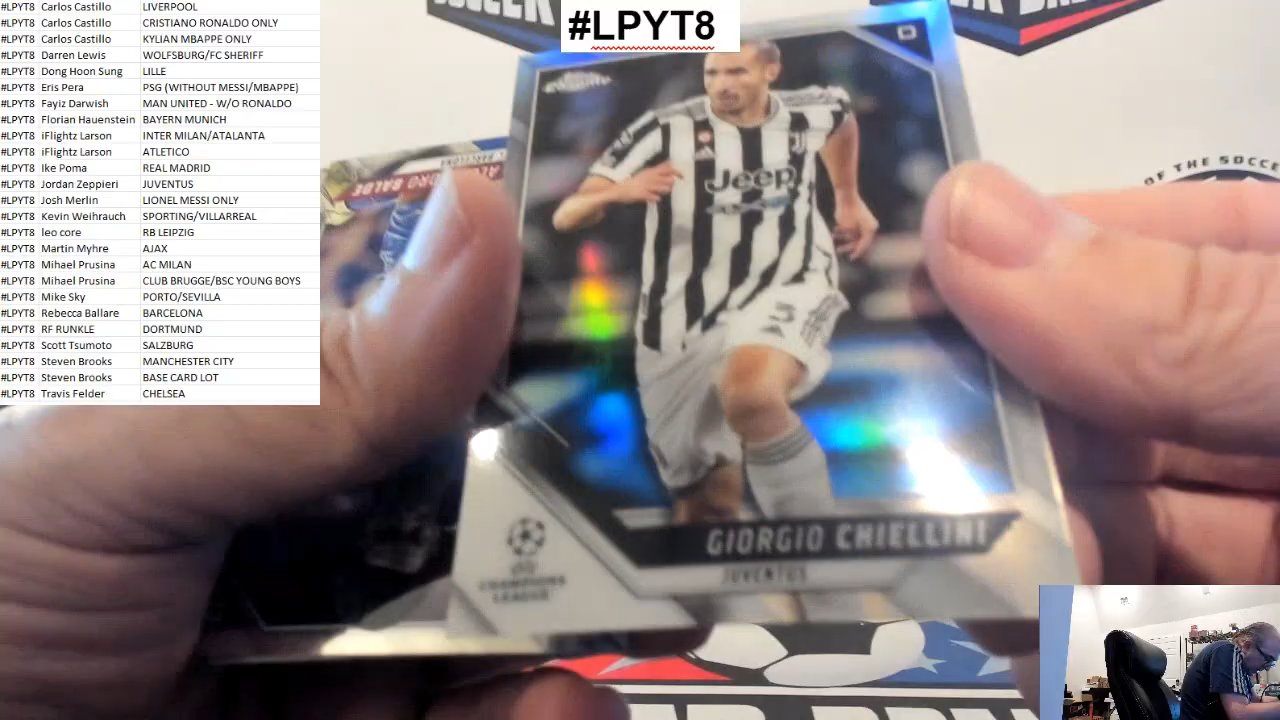 #LPYT8 Carlos Castillo LIVERPOOL
#LPYT8 Carlos Castillo CRISTIANO RONALDO ONLY
#LPYT8 Carlos Castillo KYLIAN MBAPPE ONLY
#LPYT8 Darren Lewis WOLFSBURG/FC SHERIFF
#LPYT8 Dong Hoon Sung LILLE
#LPYT8 Eris Pera PSG (WITHOUT MESSI/MBAPPE)
#LPYT8 Fayiz Darwish MAN UNITED - W/O RONALDO
#LPYT8 Florian Hauenstein BAYERN MUNICH
#LPYT8 iFlightz Larson INTER MILAN/ATALANTA
#LPYT8 iFlightz Larson ATLETICO
#LPYT8 Ike Poma REAL MADRID
#LPYT8 Jordan Zeppieri JUVENTUS
#LPYT8 Josh Merlin LIONEL MESSI ONLY
#LPYT8 Kevin Weihrauch SPORTING/VILLARREAL
#LPYT8 leo core RB LEIPZIG
#LPYT8 Martin Myhre AJAX
#LPYT8 Mihael Prusina AC MILAN
#LPYT8 Mihael Prusina CLUB BRUGGE/BSC YOUNG BOYS
#LPYT8 Mike Sky PORTO/SEVILLA
#LPYT8 Rebecca Ballare BARCELONA
#LPYT8 RF RUNKLE DORTMUND
#LPYT8 Scott Tsumoto SALZBURG
#LPYT8 Steven Brooks MANCHESTER CITY
#LPYT8 Steven Brooks BASE CARD LOT
#LPYT8 Travis Felder CHELSEA
#LPYT8
SOCCER
OF THE SOCCE
Jeep
3
GIORGIO CHIELLINI
JUVENTUS
CHAMPIONS
LEAGUE